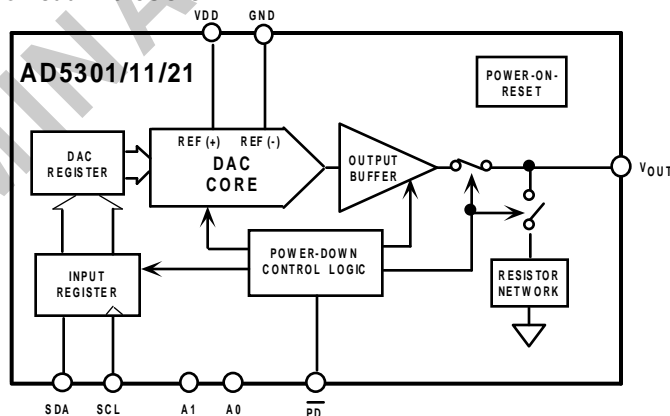 VDD GND
AD5301/11/21
POWER-ON-
RESET
REF (+) REF (-)
DAC
REGISTER
DAC
CORE
OUTPUT
BUFFER
VOUT
POWER-DOWN
CONTROL LOGIC
INPUT
REGISTER
RESISTOR
NETWORK
SDA SCL A1 A0 PD